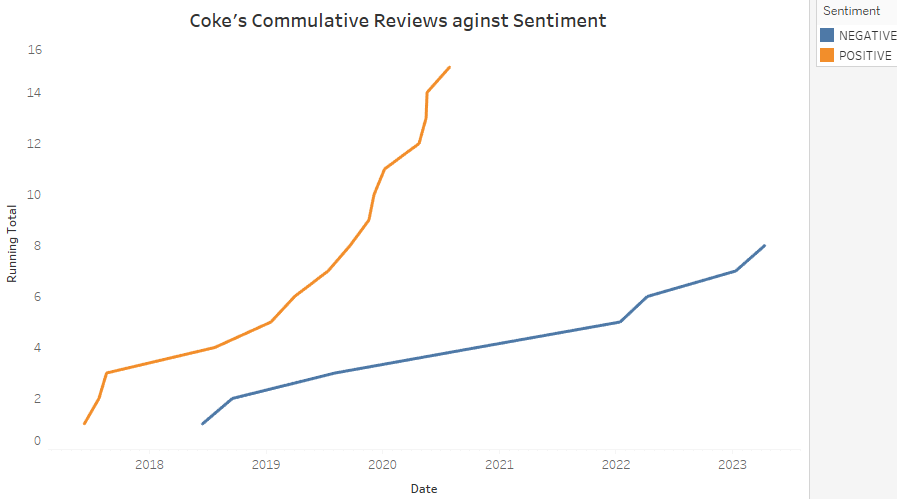 Coke's Commulative Reviews aginst Sentiment
Sentiment
NEGATIVE
POSITIVE
16
14
12
10
8
6
4
2
0
Running Total
2018 2019 2020 2021 2022 2023
Date